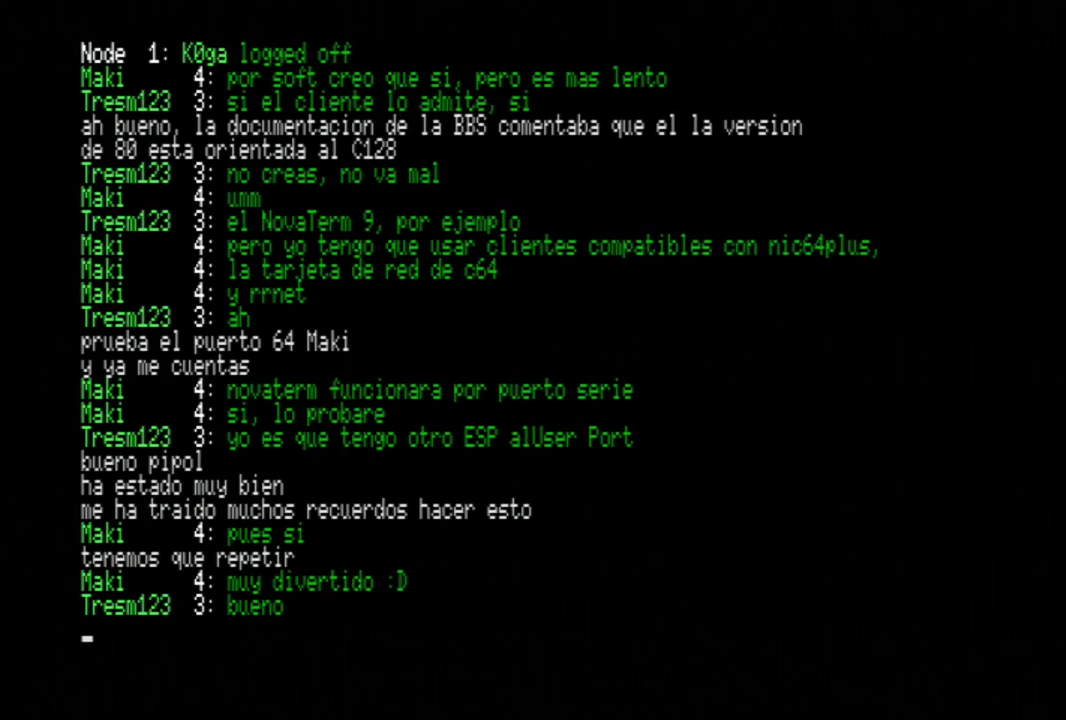 Node 1: K0ga logged off
Maki 4: por soft creo que si, pero es mas lento
Tresm123 3: si el cliente lo admite, si
ah bueno, la documentacion de la BBS comentaba que el la version
de 80 esta orientada al C128
Tresm123 3: no creas, no va mal
Maki 4: umm
Tresm123 3: el NovaTerm 9, por ejemplo
Maki 4: pero yo tengo que usar clientes compatibles con nic64plus,
Maki 4: la tarjeta de red de c64
Maki 4: y rrnet
Tresm123 3: ah
prueba el puerto 64 Maki
y ya me cuentas
Maki 4: novaterm funcionara por puerto serie
Maki 4: si, lo probare
Tresm123 3: yo es que tengo otro ESP alUser Port
bueno pipol
ha estado muy bien
me ha traido muchos recuerdos hacer esto
Maki 4: pues si
tenemos que repetir
Maki 4: muy divertido :D
Tresm123 3: bueno